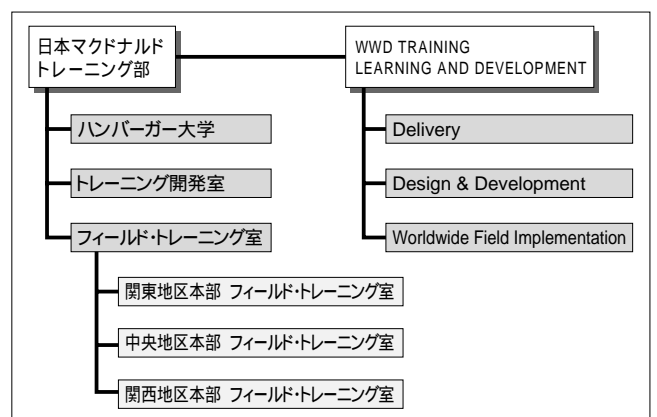 日本マクドナルド
トレーニング部
WWD TRAINING
LEARNING AND DEVELOPMENT
ハンバーガー大学
Delivery
トレーニング開発室
Design & Development
フィールド・トレーニング室
Worldwide Field Implementation
関東地区本部 フィールド・トレーニング室
中央地区本部 フィールド・トレーニング室
関西地区本部 フィールド・トレーニング室